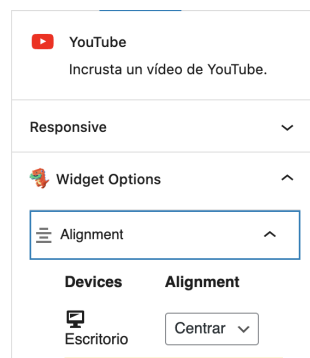 YouTube
Incrusta un vídeo de YouTube.
Responsive
Widget Options
Alignment
Devices Alignment
Escritorio Centrar